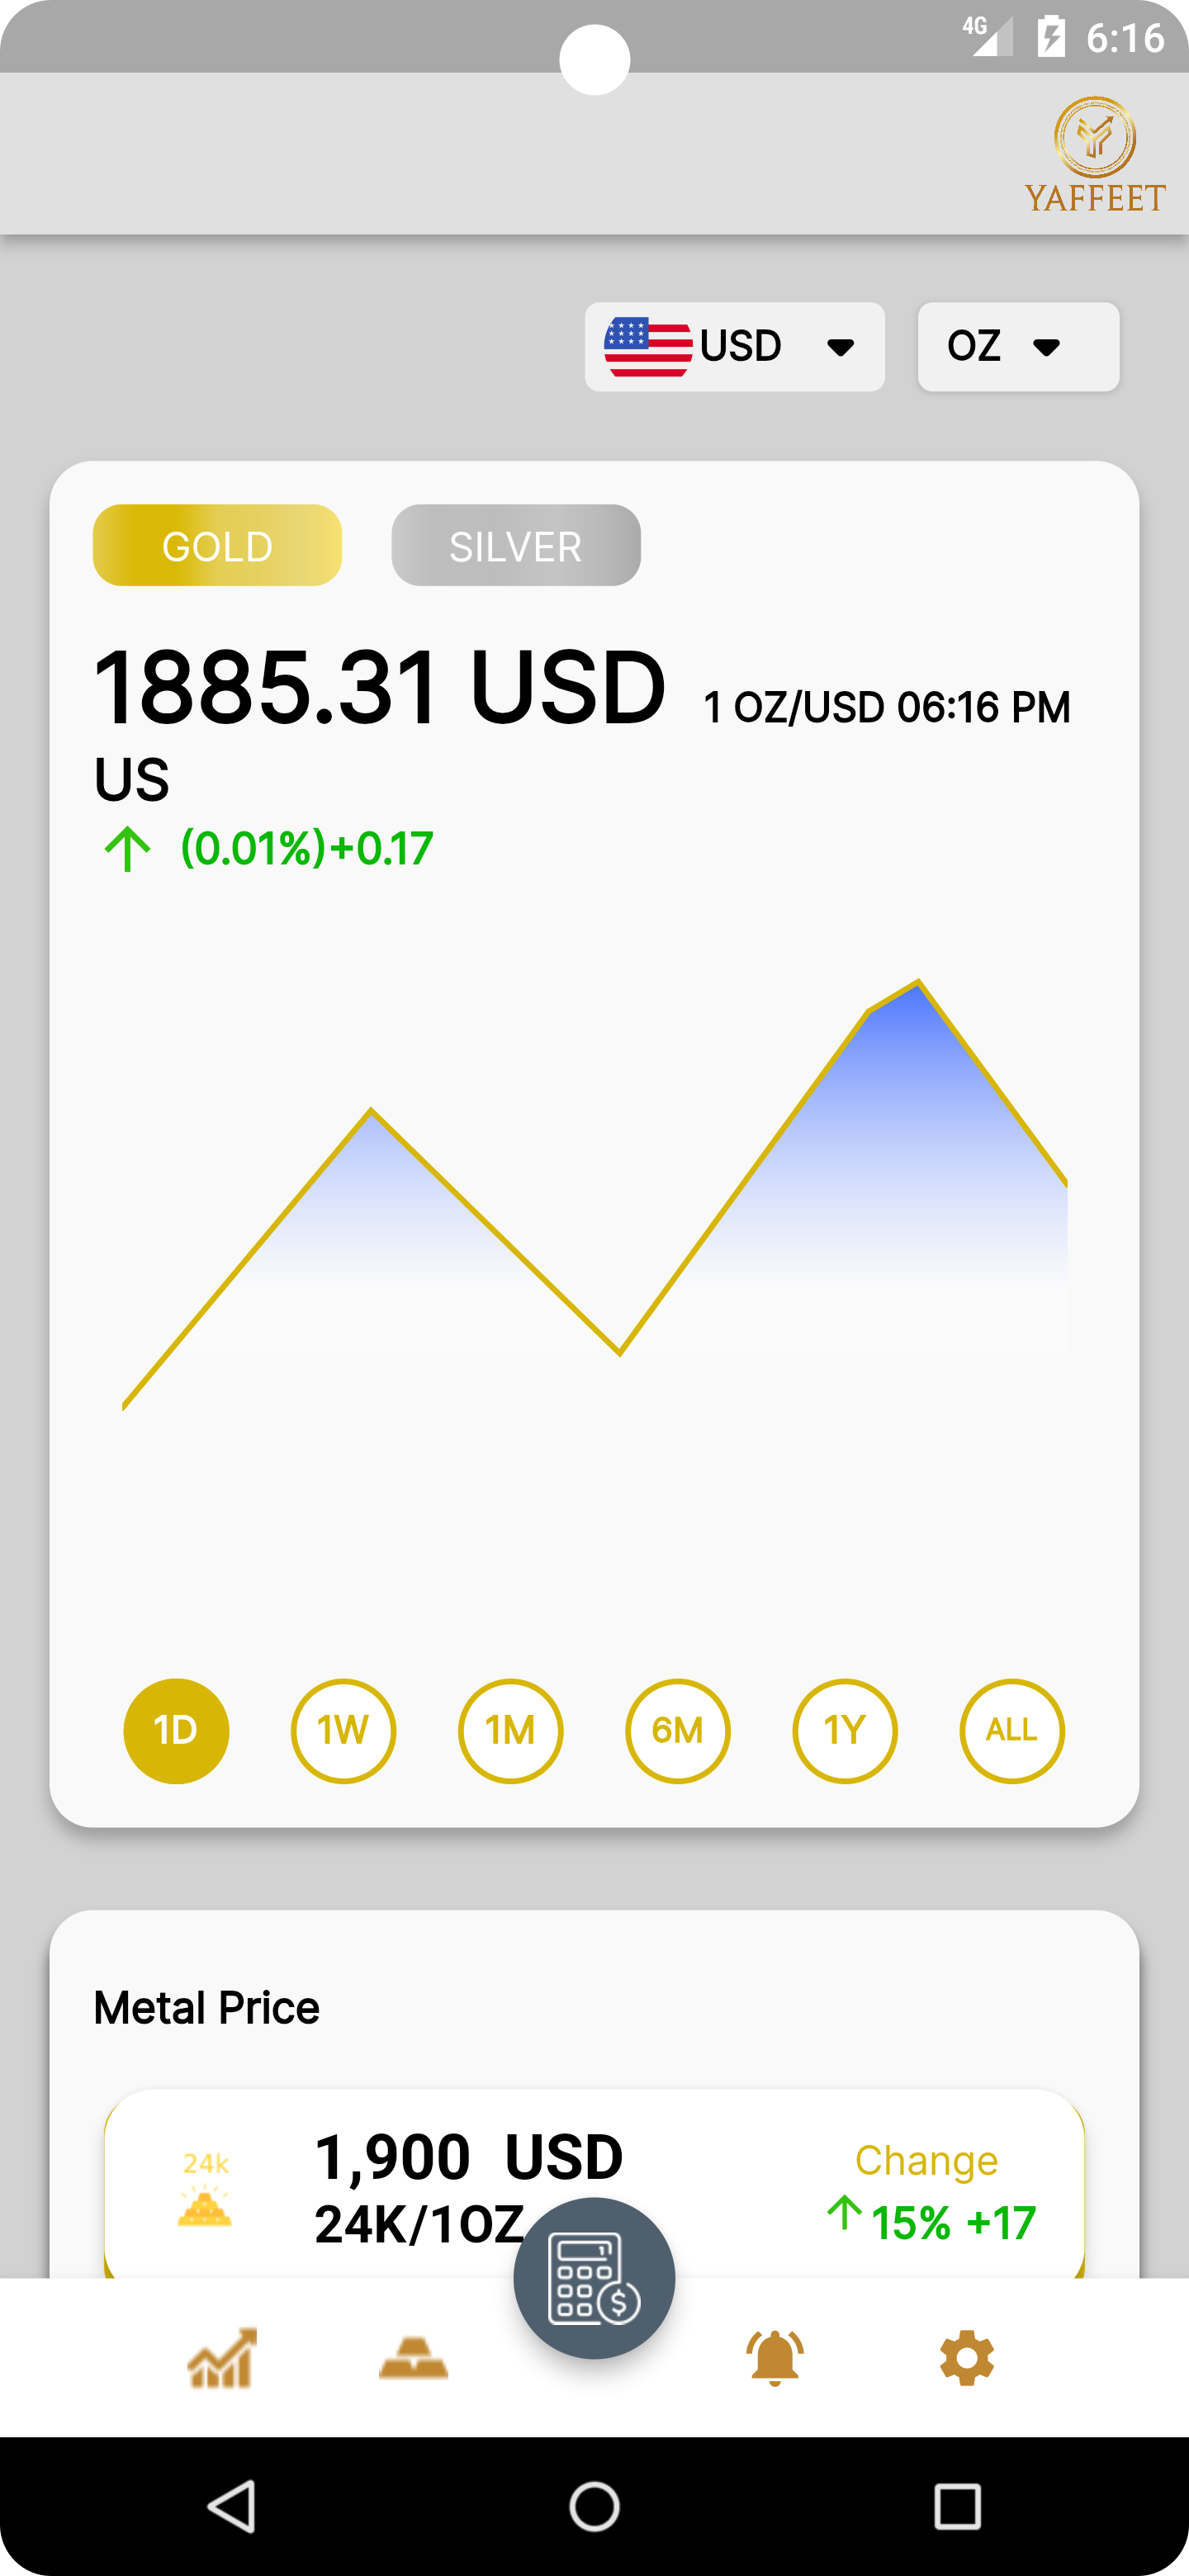 4G 6:16
YAFFEET
USD OZ
GOLD SILVER
1885.31 USD 1 OZ/USD 06:16 PM
US
(0.01%)+0.17
1D 1W 1M 6M 1Y ALL
Metal Price
24k 1,900 USD Change
24K/1OZ 15% +17
1
$